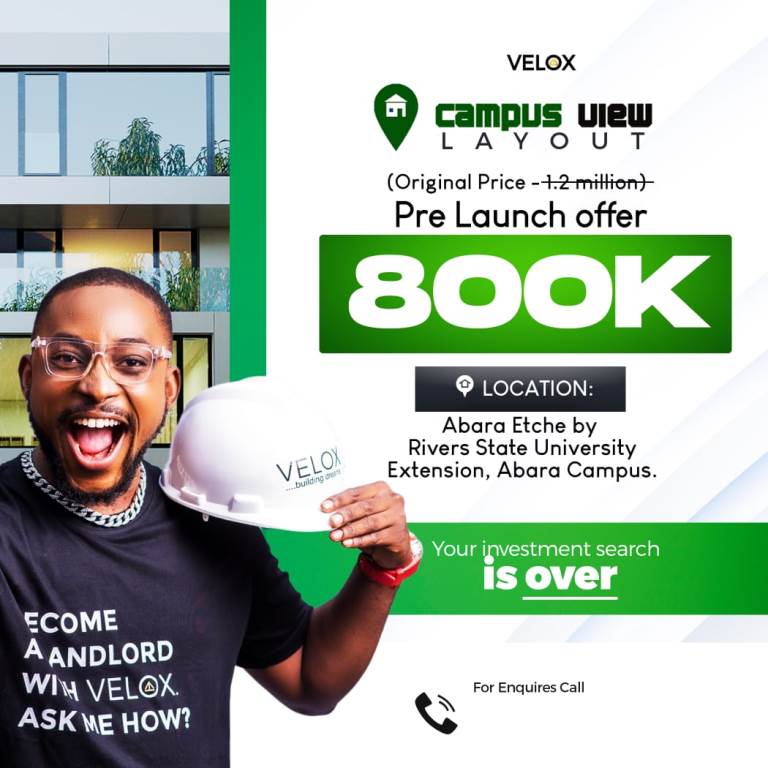 VELOX
CAMPUS VIEW
LAYOUT
(Original Price - 1.2 million)
Pre Launch offer
800K
LOCATION:
Abara Etche by
Rivers State University
Extension, Abara Campus.
Your investment search
is over
For Enquires Call
VELOX
....building dreams
ECOME
A ANDLORD
WITH VELOX.
ASK ME HOW?